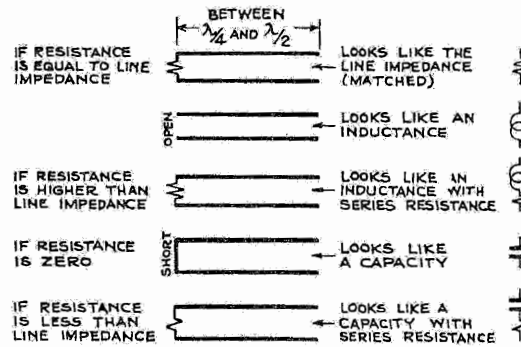 BETWEEN
λ/4 AND λ/2
IF RESISTANCE
IS EQUAL TO LINE
IMPEDANCE
LOOKS LIKE THE
LINE IMPEDANCE
(MATCHED)
OPEN
LOOKS LIKE AN
INDUCTANCE
IF RESISTANCE
IS HIGHER THAN
LINE IMPEDANCE
LOOKS LIKE AN
INDUCTANCE WITH
SERIES RESISTANCE
IF RESISTANCE
IS ZERO
SHORT
LOOKS LIKE
A CAPACITY
IF RESISTANCE
IS LESS THAN
LINE IMPEDANCE
LOOKS LIKE A
CAPACITY WITH
SERIES RESISTANCE